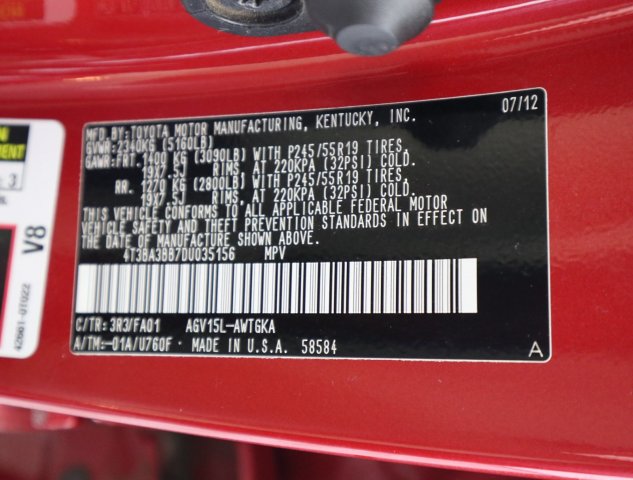 07/12
MFD. BY: TOYOTA MOTOR MANUFACTURING, KENTUCKY, INC.
GVWR: 2340KG (5160LB)
GAWR: FRT. 1400 KG (3090LB) WITH P245/55R19 TIRES,
19X7.5J RIMS, AT 220KPA (32PSI) COLD.
RR. 1270 KG (2800LB) WITH P245/55R19 TIRES,
19X7.5J RIMS, AT 220KPA (32PSI) COLD.
THIS VEHICLE CONFORMS TO ALL APPLICABLE FEDERAL MOTOR
VEHICLE SAFETY AND THEFT PREVENTION STANDARDS IN EFFECT ON
THE DATE OF MANUFACTURE SHOWN ABOVE.
4T3BA3BB7DU035156 MPV
C/TR: 3R3/FA01 AGV15L-AWTGKA
A/TM: -01A/U760F MADE IN U.S.A. 58584
A
3
V8
42661-0T022